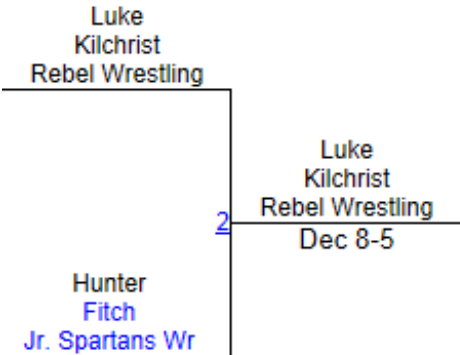 Luke
Kilchrist
Rebel Wrestling
Luke
Kilchrist
Rebel Wrestling
2
Dec 8-5
Hunter
Fitch
Jr. Spartans Wr